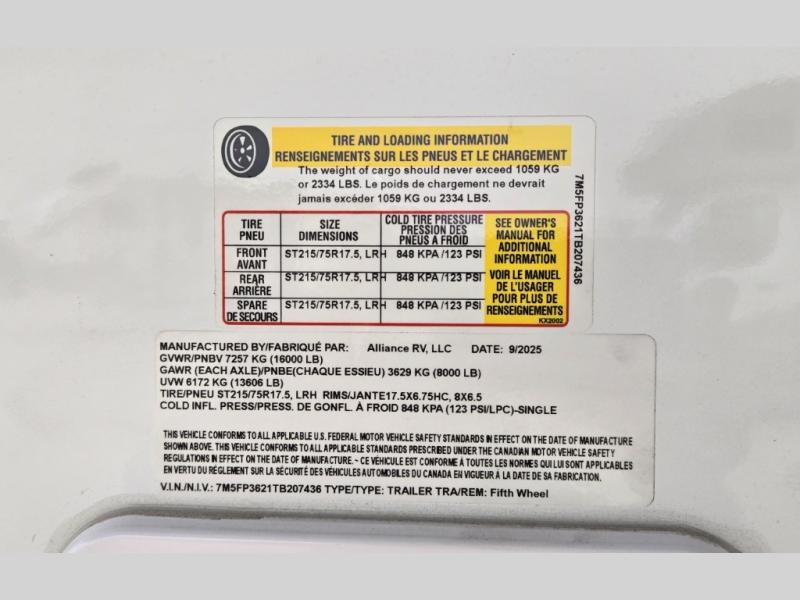 TIRE AND LOADING INFORMATION
RENSEIGNEMENTS SUR LES PNEUS ET LE CHARGEMENT
The weight of cargo should never exceed 1059 KG
or 2334 LBS. Le poids de chargement ne devrait
jamais excéder 1059 KG ou 2334 LBS.
TIRE PNEU
SIZE DIMENSIONS
COLD TIRE PRESSURE
PRESSION DES
PNEUS A FROID
FRONT AVANT
ST215/75R17.5, LRH 848 KPA /123 PSI
REAR ARRIÈRE
ST215/75R17.5, LRH 848 KPA /123 PSI
SPARE DE SECOURS
ST215/75R17.5, LRH 848 KPA /123 PSI
SEE OWNER'S
MANUAL FOR
ADDITIONAL
INFORMATION
VOIR LE MANUEL
DE L'USAGER
POUR PLUS DE
RENSEIGNEMENTS
KX2002
7M5FP3621TB207436
MANUFACTURED BY/FABRIQUÉ PAR: Alliance RV, LLC DATE: 9/2025
GVWR/PNBV 7257 KG (16000 LB)
GAWR (EACH AXLE)/PNBE(CHAQUE ESSIEU) 3629 KG (8000 LB)
UVW 6172 KG (13606 LB)
TIRE/PNEU ST215/75R17.5, LRH RIMS/JANTE17.5X6.75HC, 8X6.5
COLD INFL. PRESS/PRESS. DE GONFL. À FROID 848 KPA (123 PSI/LPC)-SINGLE
THIS VEHICLE CONFORMS TO ALL APPLICABLE U.S. FEDERAL MOTOR VEHICLE SAFETY STANDARDS IN EFFECT ON THE DATE OF MANUFACTURE
SHOWN ABOVE. THIS VEHICLE CONFORMS TO ALL APPLICABLE STANDARDS PRESCRIBED UNDER THE CANADIAN MOTOR VEHICLE SAFETY
REGULATIONS IN EFFECT ON THE DATE OF MANUFACTURE. ~ CE VÉHICULE EST CONFORME À TOUTES LES NORMES QUI LUI SONT APPLICABLES
EN VERTU DU RÉGLEMENT SUR LA SÉCURITÉ DES VÉHICULES AUTOMOBILES DU CANADA EN VIGUEUR À LA DATE DE SA FABRICATION.
V.I.N./N.I.V.: 7M5FP3621TB207436 TYPE/TYPE: TRAILER TRA/REM: Fifth Wheel